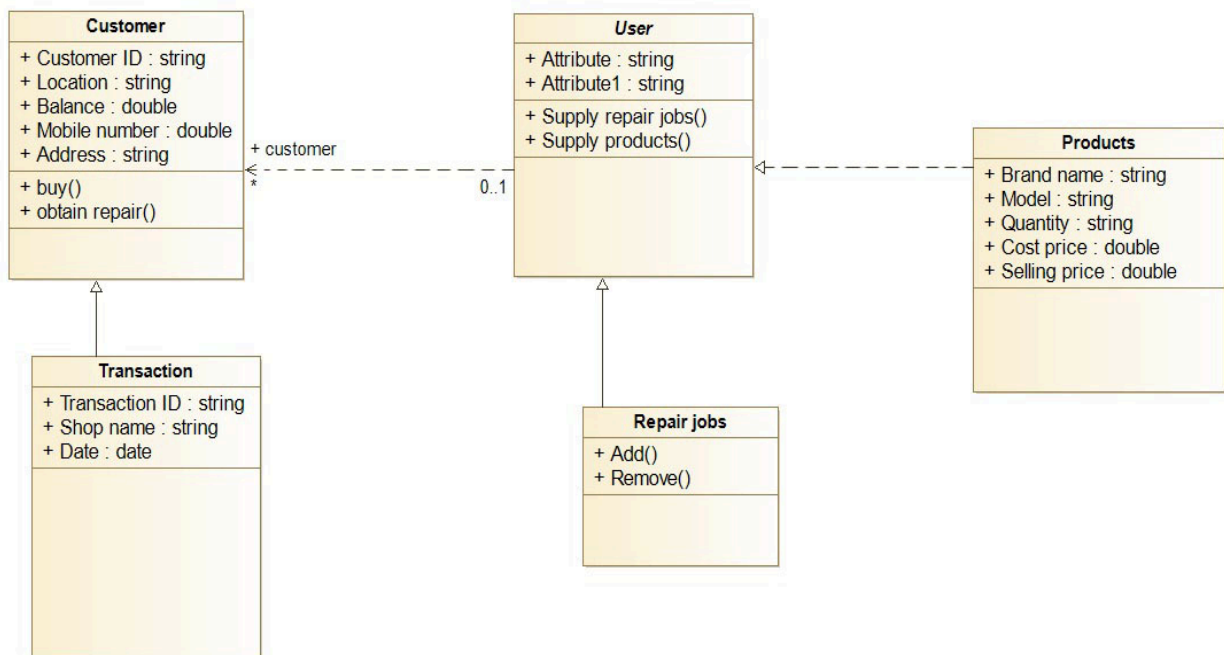 Customer
+ Customer ID : string
+ Location : string
+ Balance : double
+ Mobile number : double
+ Address : string
+ buy()
+ obtain repair()
+ customer
*
0..1
User
+ Attribute : string
+ Attribute1 : string
+ Supply repair jobs()
+ Supply products()
Products
+ Brand name : string
+ Model : string
+ Quantity : string
+ Cost price : double
+ Selling price : double
Transaction
+ Transaction ID : string
+ Shop name : string
+ Date : date
Repair jobs
+ Add()
+ Remove()